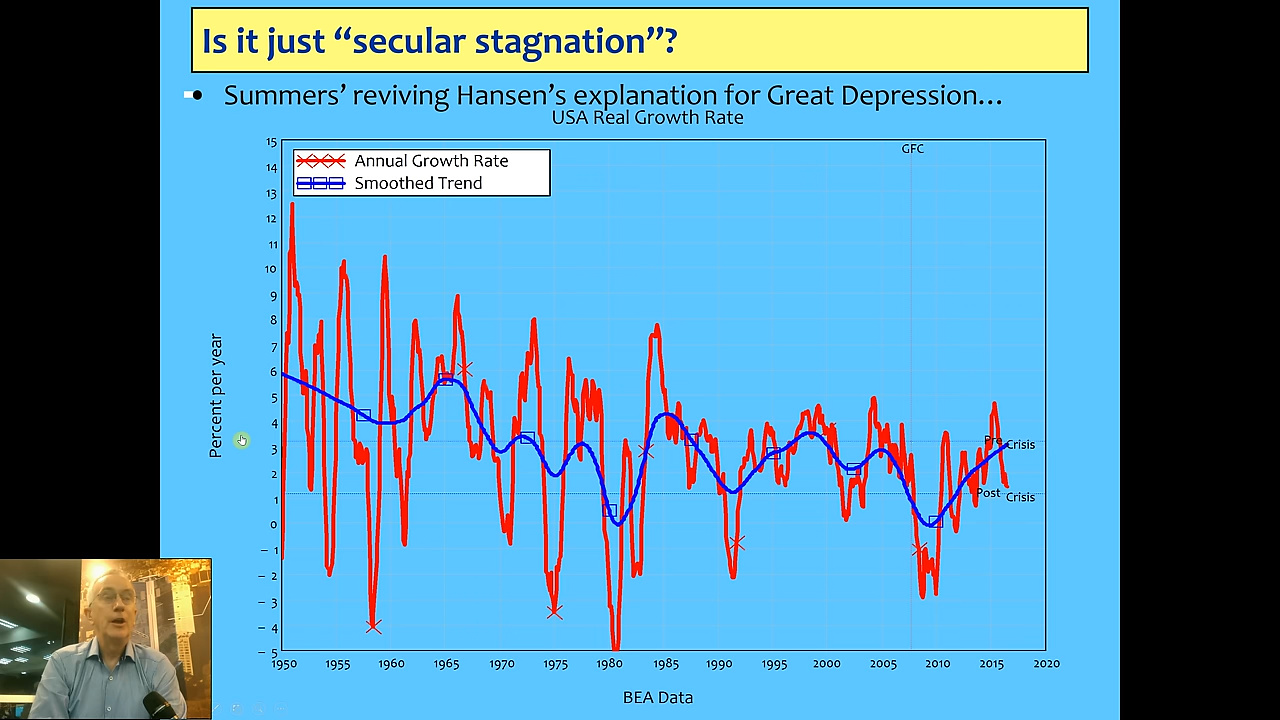 Is it just “secular stagnation”?
• Summers’ reviving Hansen’s explanation for Great Depression…
USA Real Growth Rate
15
14
13
12
11
10
9
8
7
6
5
4
3
2
1
0
– 1
– 2
– 3
– 4
– 5
Percent per year
Annual Growth Rate
Smoothed Trend
GFC
Pre Crisis
Post Crisis
1950 1955 1960 1965 1970 1975 1980 1985 1990 1995 2000 2005 2010 2015 2020
BEA Data